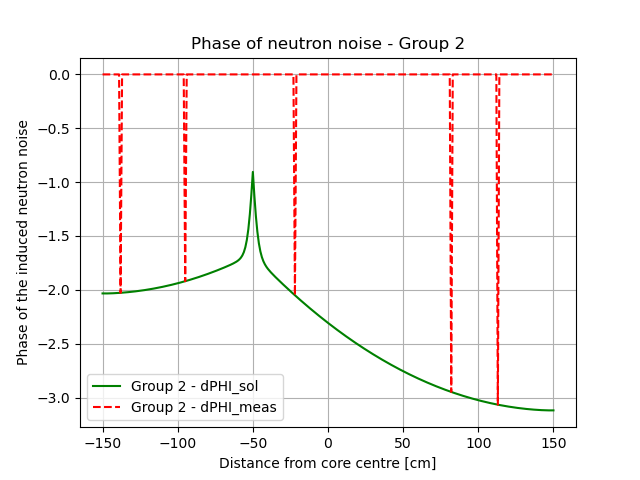 Phase of neutron noise - Group 2
Phase of the induced neutron noise
0.0
−0.5
−1.0
−1.5
−2.0
−2.5
−3.0
Group 2 - dPHI_sol
Group 2 - dPHI_meas
−150
−100
−50
0
50
100
150
Distance from core centre [cm]